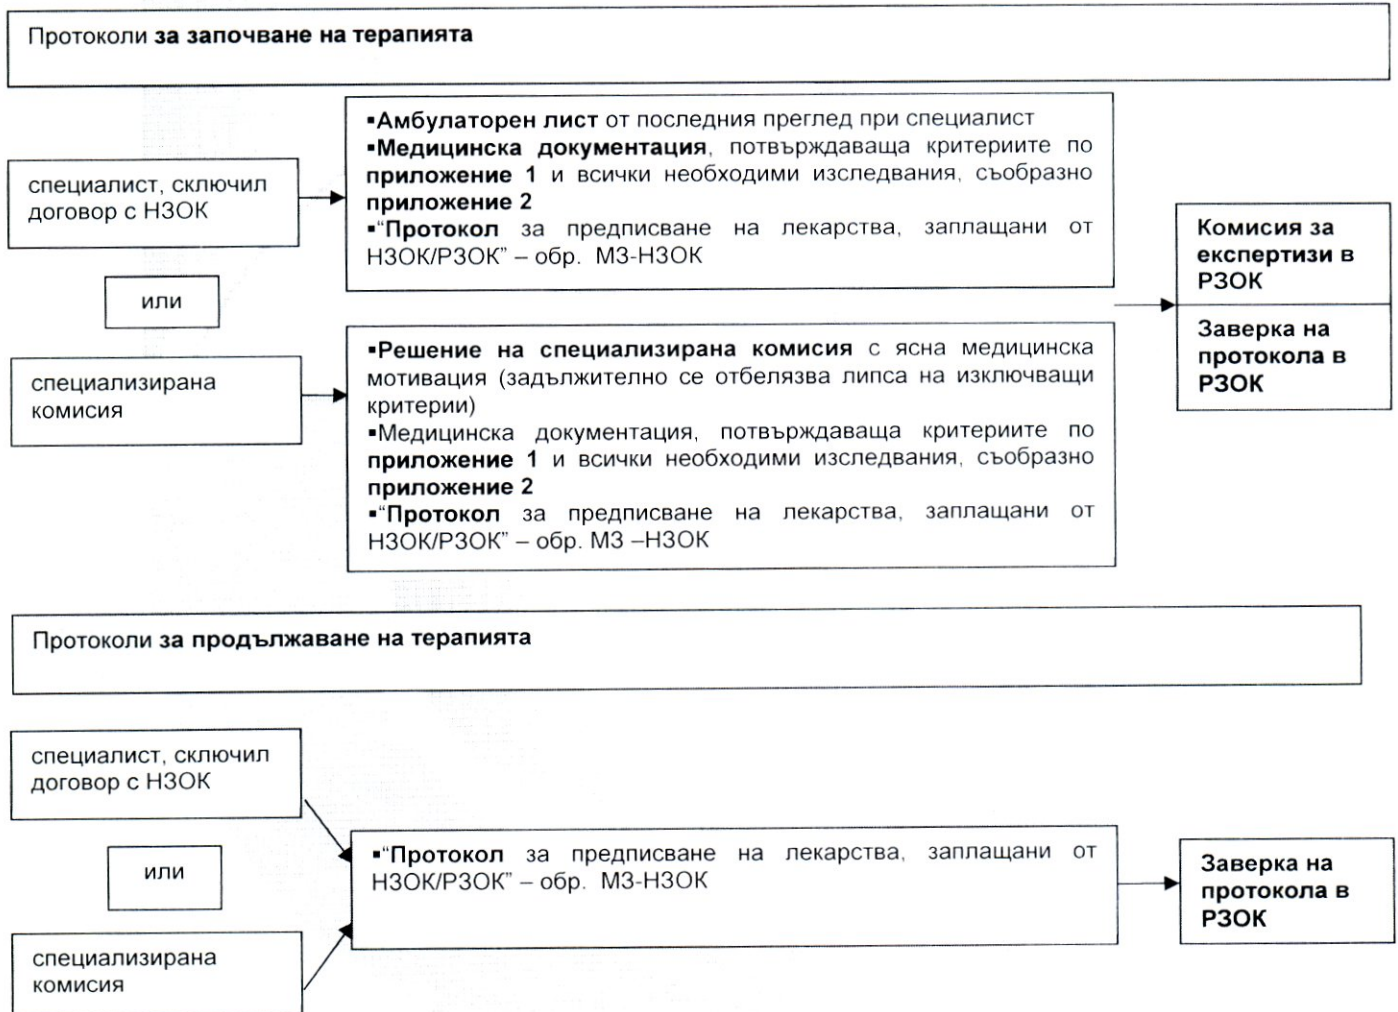 Протоколи за започване на терапията
специалист, сключил
договор с НЗОК
или
специализирана
комисия
▪Амбулаторен лист от последния преглед при специалист
▪Медицинска документация, потвърждаваща критериите по
приложение 1 и всички необходими изследвания, съобразно
приложение 2
▪“Протокол за предписване на лекарства, заплащани от
НЗОК/РЗОК” – обр. МЗ-НЗОК
▪Решение на специализирана комисия с ясна медицинска
мотивация (задължително се отбелязва липса на изключващи
критерии)
▪Медицинска документация, потвърждаваща критериите по
приложение 1 и всички необходими изследвания, съобразно
приложение 2
▪“Протокол за предписване на лекарства, заплащани от
НЗОК/РЗОК” – обр. МЗ –НЗОК
Комисия за
експертизи в
РЗОК
Заверка на
протокола в
РЗОК
Протоколи за продължаване на терапията
специалист, сключил
договор с НЗОК
или
специализирана
комисия
▪“Протокол за предписване на лекарства, заплащани от
НЗОК/РЗОК” – обр. МЗ-НЗОК
Заверка на
протокола в
РЗОК